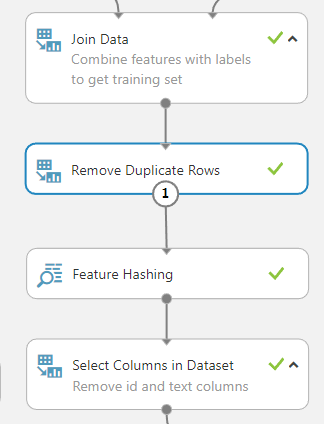 Join Data
Combine features with labels
to get training set
Remove Duplicate Rows
1
Feature Hashing
Select Columns in Dataset
Remove id and text columns